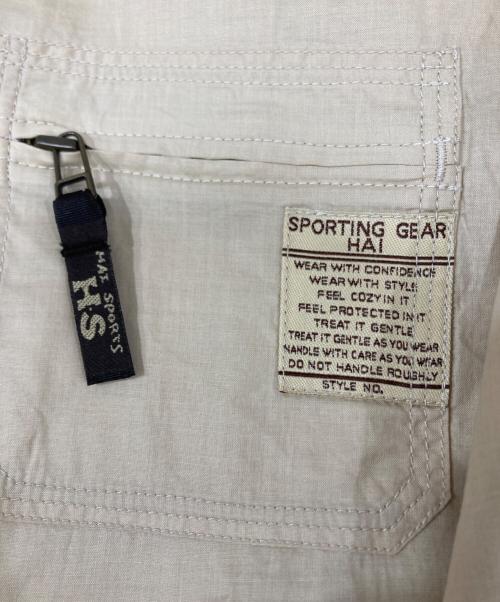 SPORTING GEAR
HAI
WEAR WITH CONFIDENCE
WEAR WITH STYLE
FEEL COZY IN IT
FEEL PROTECTED IN IT
TREAT IT GENTLE
TREAT IT GENTLE AS YOU WEAR
HANDLE WITH CARE AS YOU WEAR
DO NOT HANDLE ROUGHLY
STYLE NO.
HAI SPORTS
H.S